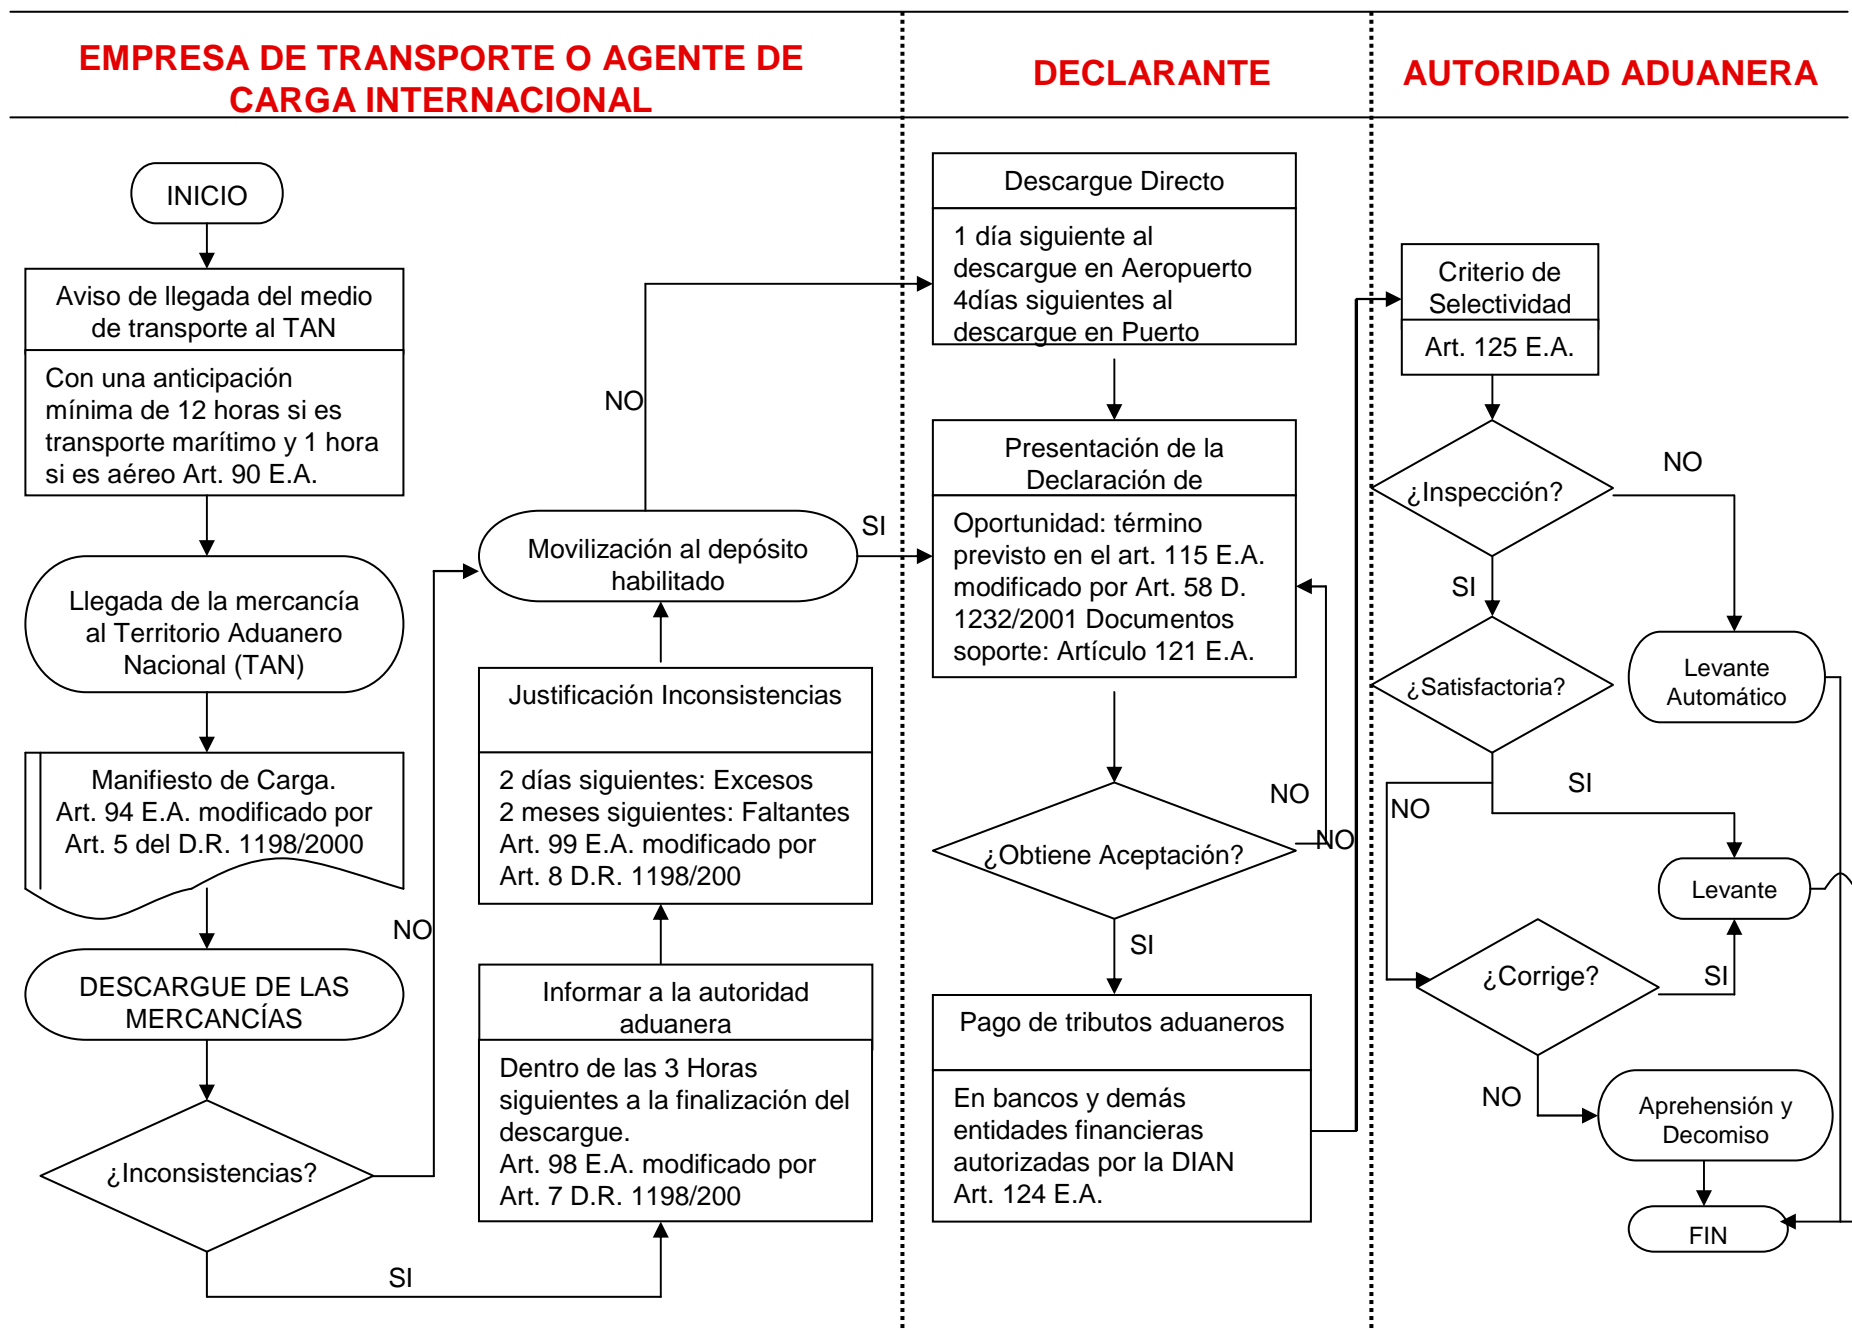 EMPRESA DE TRANSPORTE O AGENTE DE
CARGA INTERNACIONAL
DECLARANTE
AUTORIDAD ADUANERA
INICIO
Aviso de llegada del medio
de transporte al TAN
Con una anticipación
mínima de 12 horas si es
transporte marítimo y 1 hora
si es aéreo Art. 90 E.A.
Llegada de la mercancía
al Territorio Aduanero
Nacional (TAN)
Manifiesto de Carga.
Art. 94 E.A. modificado por
Art. 5 del D.R. 1198/2000
DESCARGUE DE LAS
MERCANCÍAS
¿Inconsistencias?
NO
SI
Informar a la autoridad
aduanera
Dentro de las 3 Horas
siguientes a la finalización del
descargue.
Art. 98 E.A. modificado por
Art. 7 D.R. 1198/200
Justificación Inconsistencias
2 días siguientes: Excesos
2 meses siguientes: Faltantes
Art. 99 E.A. modificado por
Art. 8 D.R. 1198/200
Movilización al depósito
habilitado
NO
SI
Descargue Directo
1 día siguiente al
descargue en Aeropuerto
4días siguientes al
descargue en Puerto
Presentación de la
Declaración de
Oportunidad: término
previsto en el art. 115 E.A.
modificado por Art. 58 D.
1232/2001 Documentos
soporte: Artículo 121 E.A.
¿Obtiene Aceptación?
NO
NO
SI
Pago de tributos aduaneros
En bancos y demás
entidades financieras
autorizadas por la DIAN
Art. 124 E.A.
Criterio de
Selectividad
Art. 125 E.A.
¿Inspección?
NO
SI
Levante
Automático
¿Satisfactoria?
SI
NO
Levante
¿Corrige?
SI
NO
Aprehensión y
Decomiso
FIN